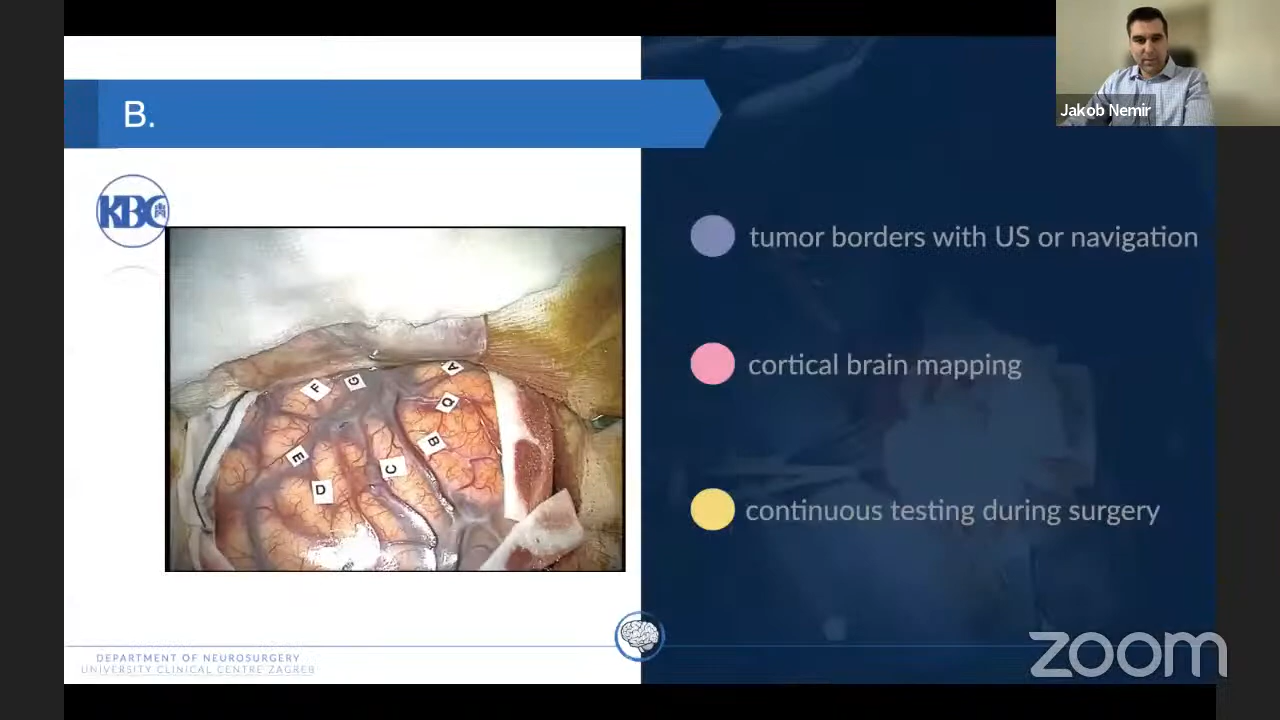 B.
Jakob Nemir
KBC
tumor borders with US or navigation
cortical brain mapping
continuous testing during surgery
F
G
A
Q
E
B
C
D
DEPARTMENT OF NEUROSURGERY
UNIVERSITY CLINICAL CENTRE ZAGREB
zoom